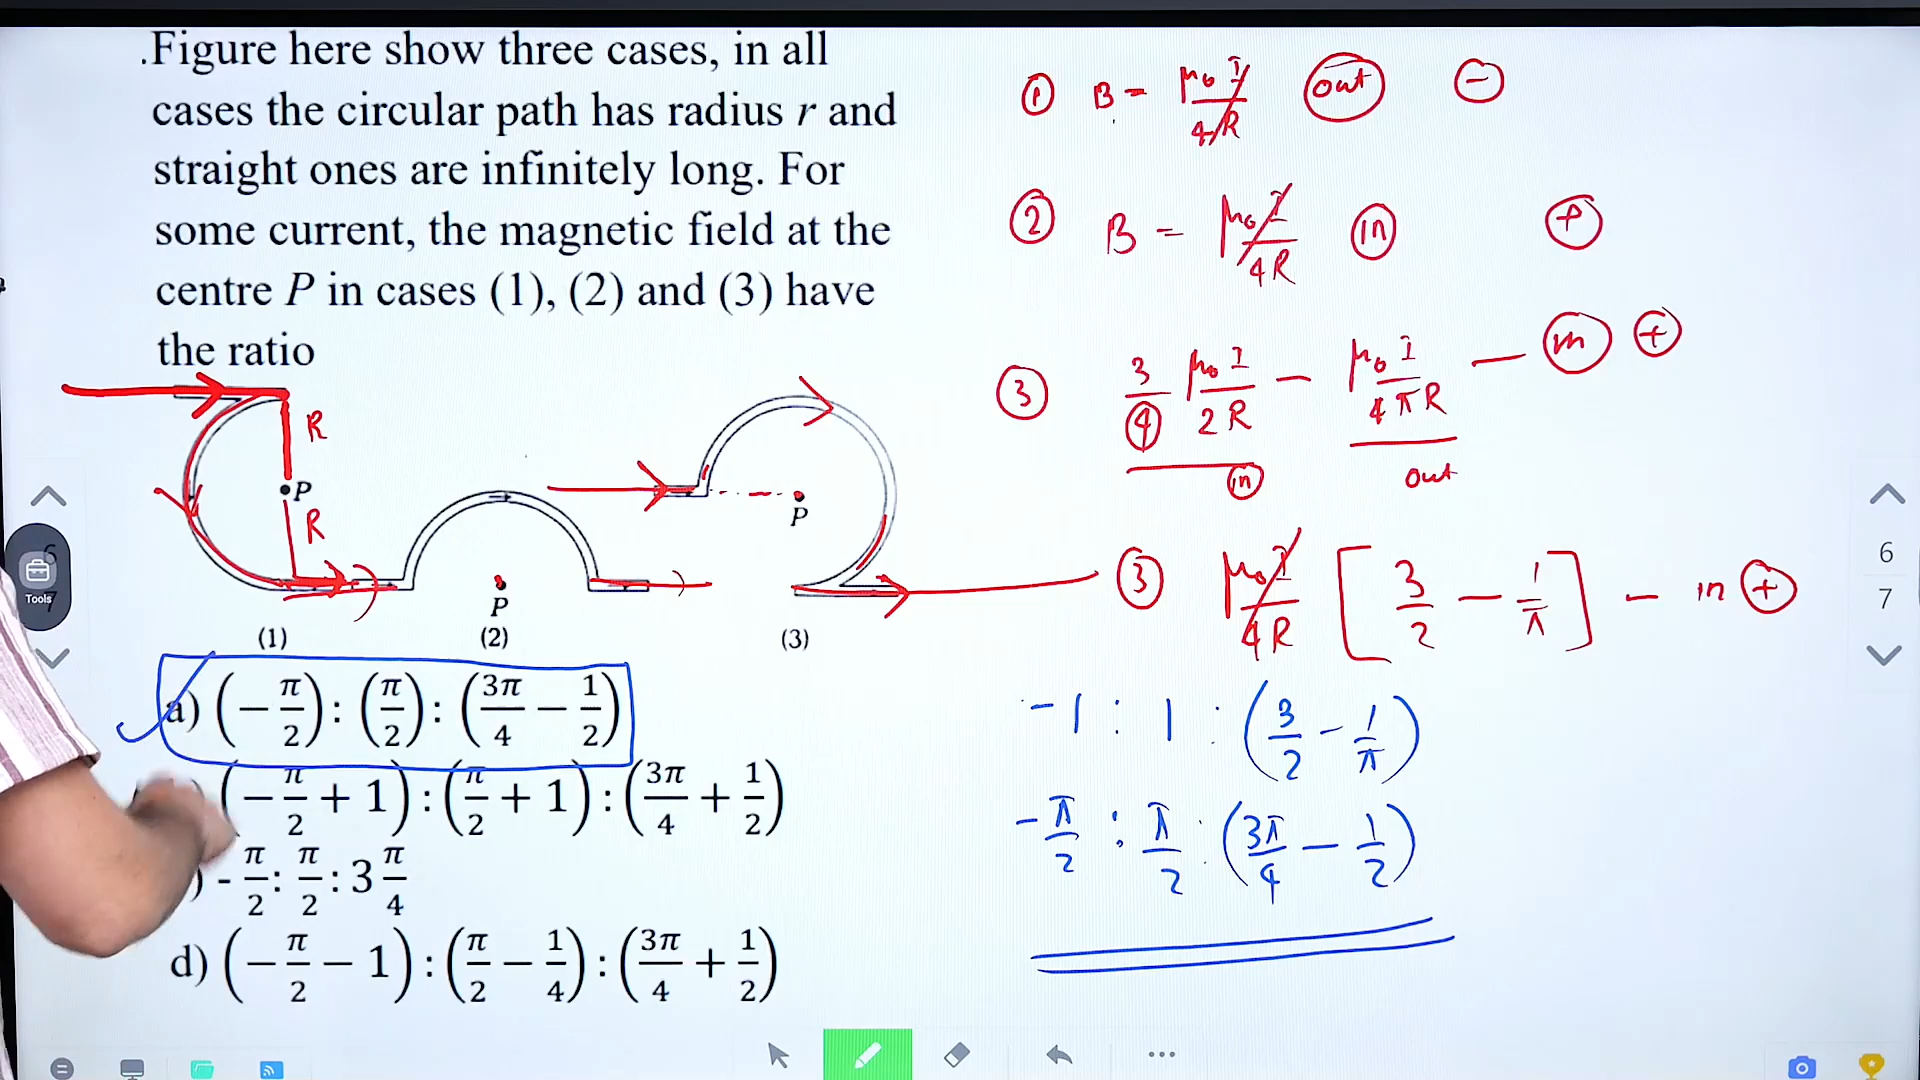 .Figure here show three cases, in all
cases the circular path has radius r and
straight ones are infinitely long. For
some current, the magnetic field at the
centre P in cases (1), (2) and (3) have
the ratio
R
P
R
P
P
(1)
(2)
(3)
a) (−π/2) : (π/2) : (3π/4 − 1/2)
(−π/2 + 1) : (π/2 + 1) : (3π/4 + 1/2)
) - π/2 : π/2 : 3 π/4
d) (−π/2 − 1) : (π/2 − 1/4) : (3π/4 + 1/2)
① B = μ₀I/4R out −
② B = μ₀I/4R in +
③ 3/4 μ₀I/2R − μ₀I/4πR − in +
in out
③ μ₀I/4R [3/2 − 1/π] − in +
-1 : 1 : (3/2 − 1/π)
-π/2 : π/2 : (3π/4 − 1/2)
Tools
6
7
6
7